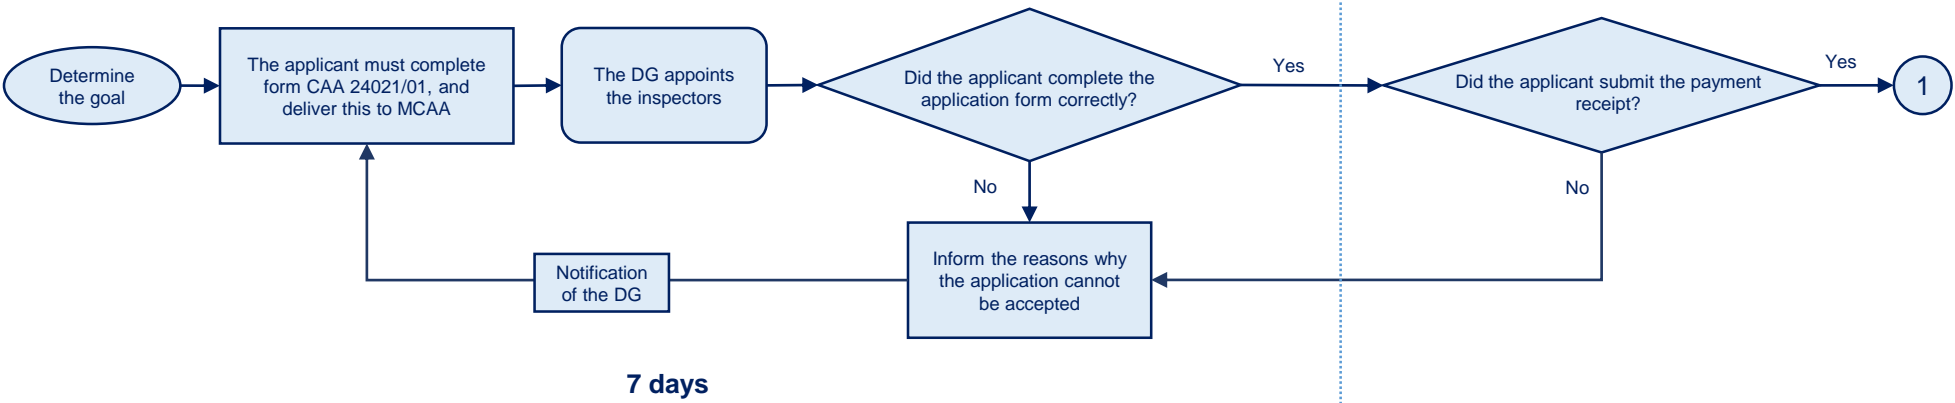 Determine
the goal
The applicant must complete
form CAA 24021/01, and
deliver this to MCAA
The DG appoints
the inspectors
Did the applicant complete the
application form correctly?
Yes
Did the applicant submit the payment
receipt?
Yes
1
No
No
Inform the reasons why
the application cannot
be accepted
Notification
of the DG
7 days